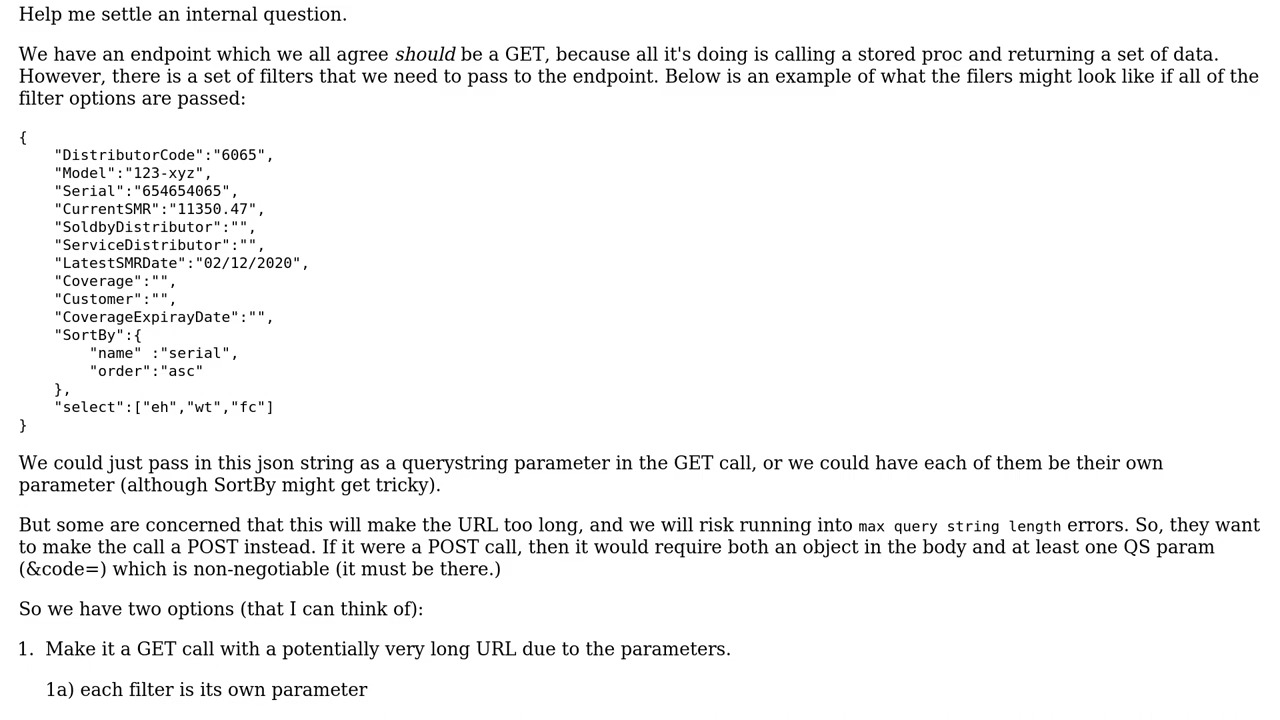 Help me settle an internal question.
We have an endpoint which we all agree should be a GET, because all it's doing is calling a stored proc and returning a set of data.
However, there is a set of filters that we need to pass to the endpoint. Below is an example of what the filers might look like if all of the
filter options are passed:
{
    "DistributorCode":"6065",
    "Model":"123-xyz",
    "Serial":"654654065",
    "CurrentSMR":"11350.47",
    "SoldbyDistributor":"",
    "ServiceDistributor":"",
    "LatestSMRDate":"02/12/2020",
    "Coverage":"",
    "Customer":"",
    "CoverageExpirayDate":"",
    "SortBy":{
        "name" :"serial",
        "order":"asc"
    },
    "select":["eh","wt","fc"]
}
We could just pass in this json string as a querystring parameter in the GET call, or we could have each of them be their own
parameter (although SortBy might get tricky).
But some are concerned that this will make the URL too long, and we will risk running into max query string length errors. So, they want
to make the call a POST instead. If it were a POST call, then it would require both an object in the body and at least one QS param
(&code=) which is non-negotiable (it must be there.)
So we have two options (that I can think of):
1. Make it a GET call with a potentially very long URL due to the parameters.
1a) each filter is its own parameter